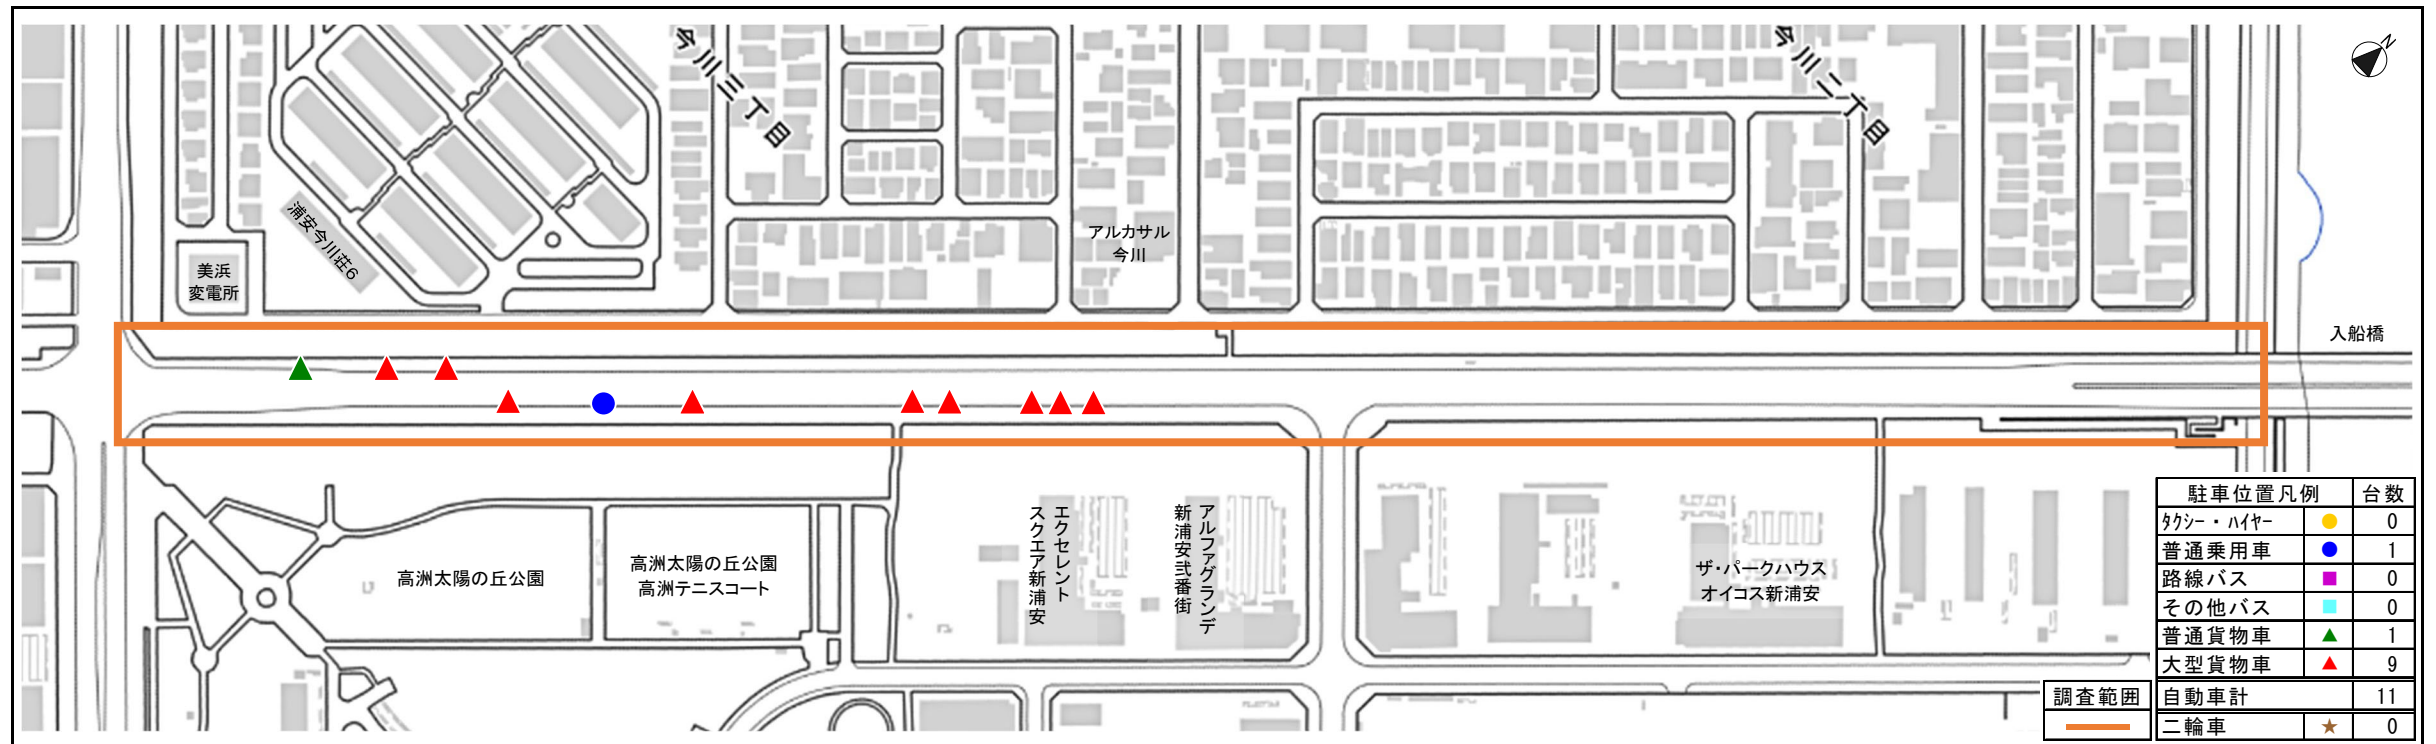 今川三丁目
今川二丁目
N
浦安今川荘6
美浜
変電所
アルカサル
今川
入船橋
高洲太陽の丘公園
高洲太陽の丘公園
高洲テニスコート
エクセレント
スクエア新浦安
アルファグランデ
新浦安弐番街
ザ・パークハウス
オイコス新浦安
調査範囲
駐車位置凡例 台数
ﾀｸｼー・ﾊｲﾔー 0
普通乗用車 1
路線バス 0
その他バス 0
普通貨物車 1
大型貨物車 9
自動車計 11
二輪車 0